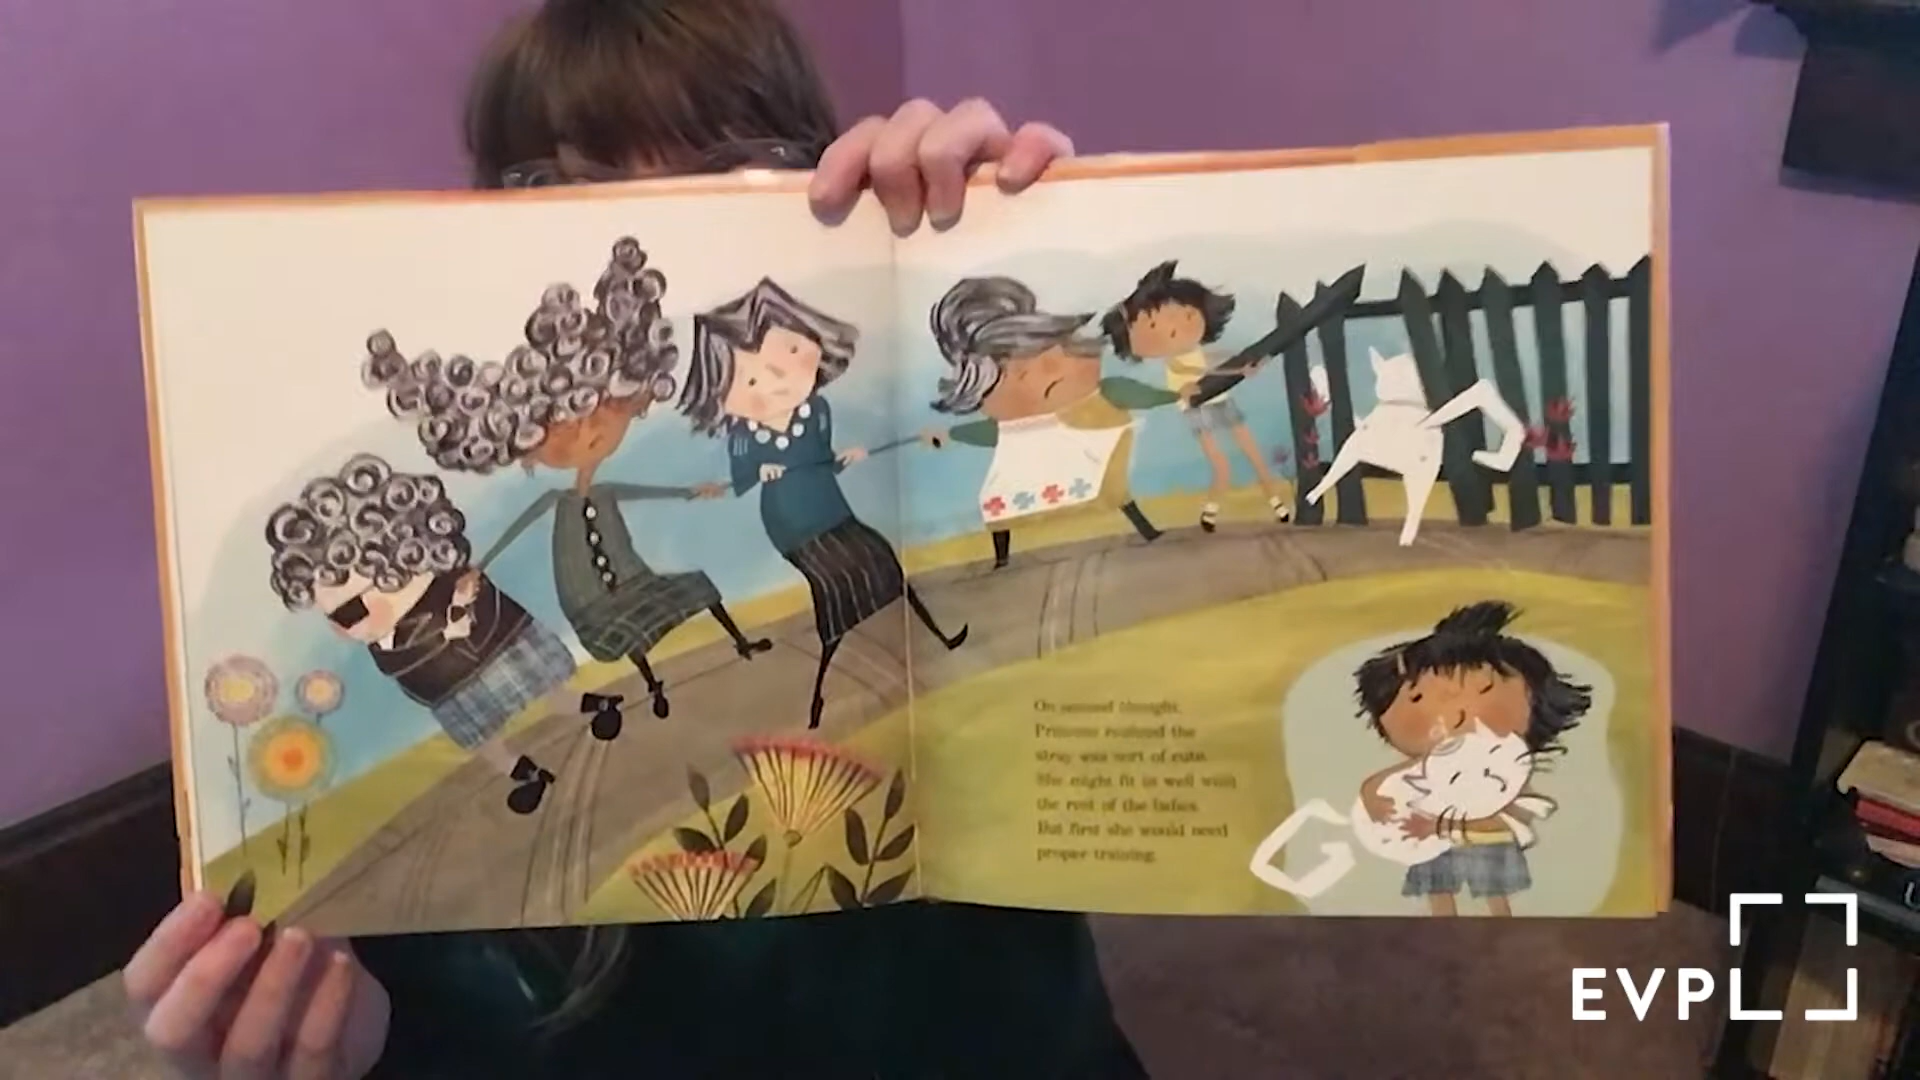 On second thought,
Princess realized the
stray was sort of cute.
She might fit in well with
the rest of the ladies.
But first she would need
proper training.
EVPL